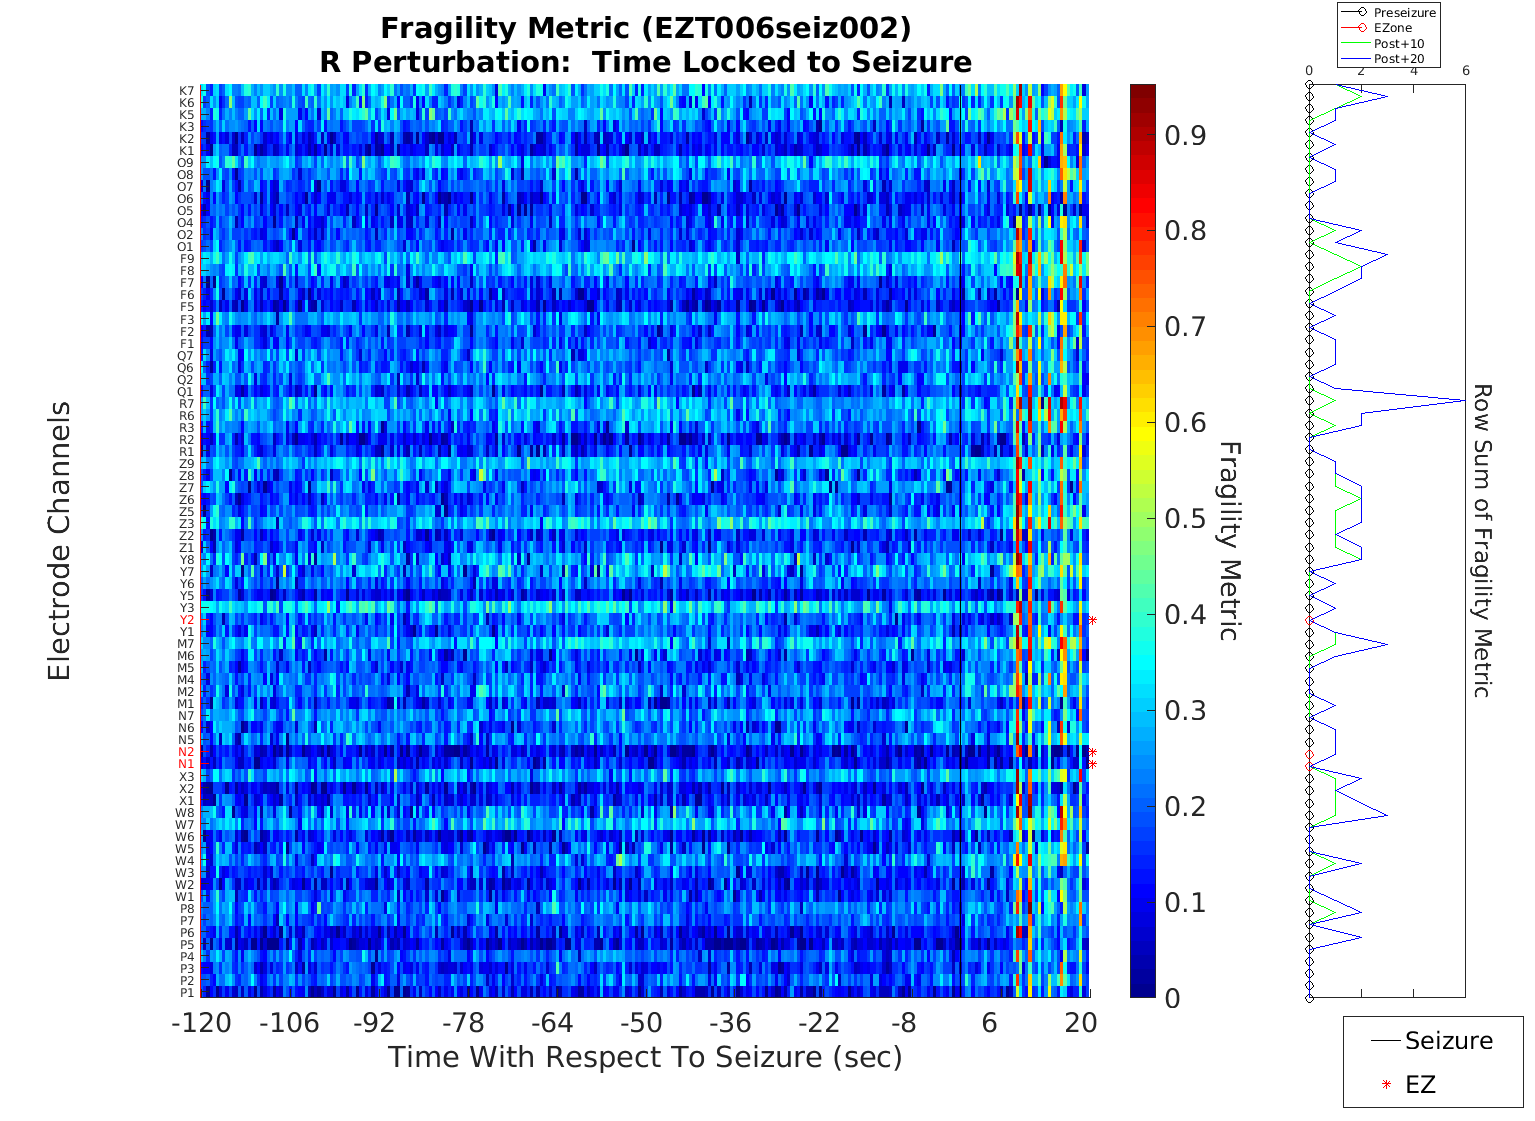 Fragility Metric (EZT006seiz002)
R Perturbation: Time Locked to Seizure
Preseizure
EZone
Post+10
Post+20
0 2 4 6
Electrode Channels
K7
K6
K5
K3
K2
K1
O9
O8
O7
O6
O5
O4
O2
O1
F9
F8
F7
F6
F5
F3
F2
F1
Q7
Q6
Q2
Q1
R7
R6
R3
R2
R1
Z9
Z8
Z7
Z6
Z5
Z3
Z2
Z1
Y8
Y7
Y6
Y5
Y3
Y2
Y1
M7
M6
M5
M4
M2
M1
N7
N6
N5
N2
N1
X3
X2
X1
W8
W7
W6
W5
W4
W3
W2
W1
P8
P7
P6
P5
P4
P3
P2
P1
-120 -106 -92 -78 -64 -50 -36 -22 -8 6 20
Time With Respect To Seizure (sec)
0.9
0.8
0.7
0.6
0.5
0.4
0.3
0.2
0.1
0
Fragility Metric
Row Sum of Fragility Metric
Seizure
EZ